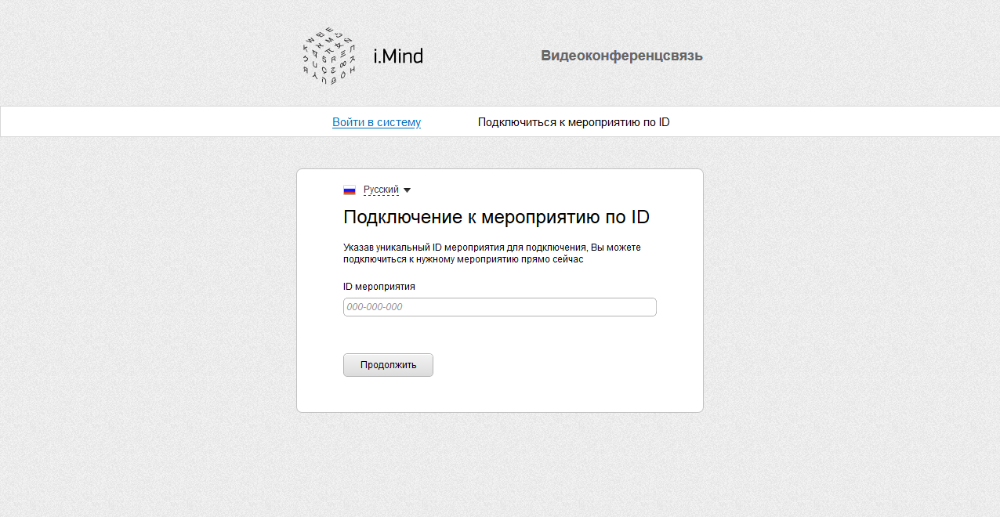 i.Mind
Видеоконференцсвязь
Войти в систему
Подключиться к мероприятию по ID
Русский
Подключение к мероприятию по ID
Указав уникальный ID мероприятия для подключения, Вы можете
подключиться к нужному мероприятию прямо сейчас
ID мероприятия
000-000-000
Продолжить